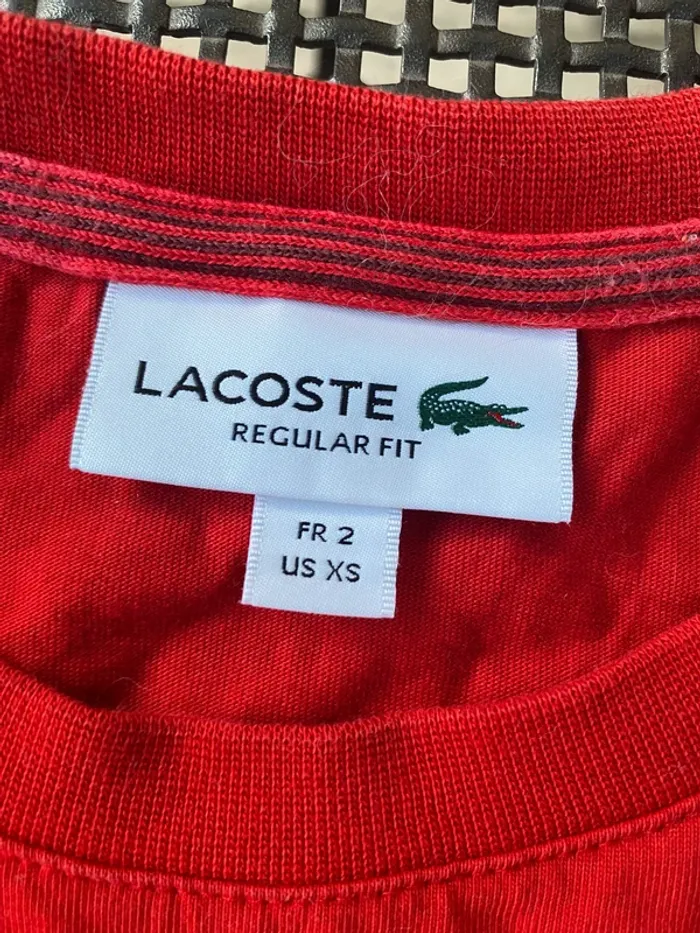 LACOSTE
REGULAR FIT
FR 2
US XS